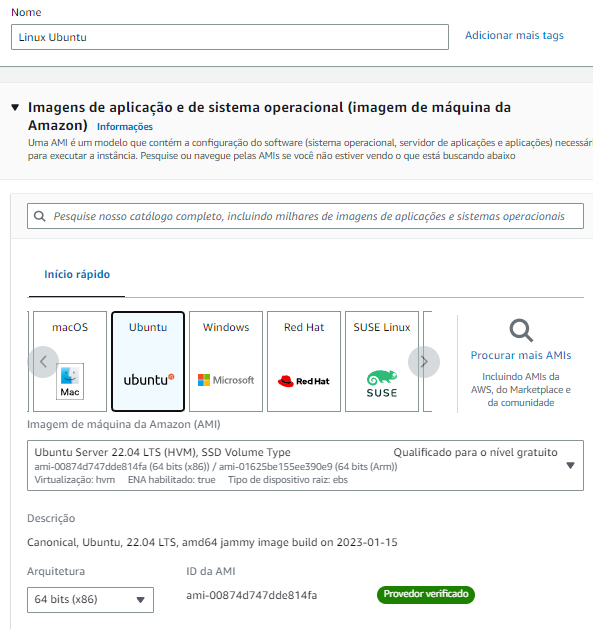 Nome
Linux Ubuntu
Adicionar mais tags
Imagens de aplicação e de sistema operacional (imagem de máquina da
Amazon) Informações
Uma AMI é um modelo que contém a configuração do software (sistema operacional, servidor de aplicações e aplicações) necessár
para executar a instância. Pesquise ou navegue pelas AMIs se você não estiver vendo o que está buscando abaixo
Pesquise nosso catálogo completo, incluindo milhares de imagens de aplicações e sistemas operacionais
Início rápido
macOS
Mac
Ubuntu
ubuntu
Windows
Microsoft
Red Hat
Red Hat
SUSE Linux
SUSE
Procurar mais AMIs
Incluindo AMIs da
AWS, do Marketplace e
da comunidade
Imagem de máquina da Amazon (AMI)
Ubuntu Server 22.04 LTS (HVM), SSD Volume Type Qualificado para o nível gratuito
ami-00874d747dde814fa (64 bits (x86)) / ami-01625be155ee390e9 (64 bits (Arm))
Virtualização: hvm ENA habilitado: true Tipo de dispositivo raiz: ebs
Descrição
Canonical, Ubuntu, 22.04 LTS, amd64 jammy image build on 2023-01-15
Arquitetura
64 bits (x86)
ID da AMI
ami-00874d747dde814fa
Provedor verificado